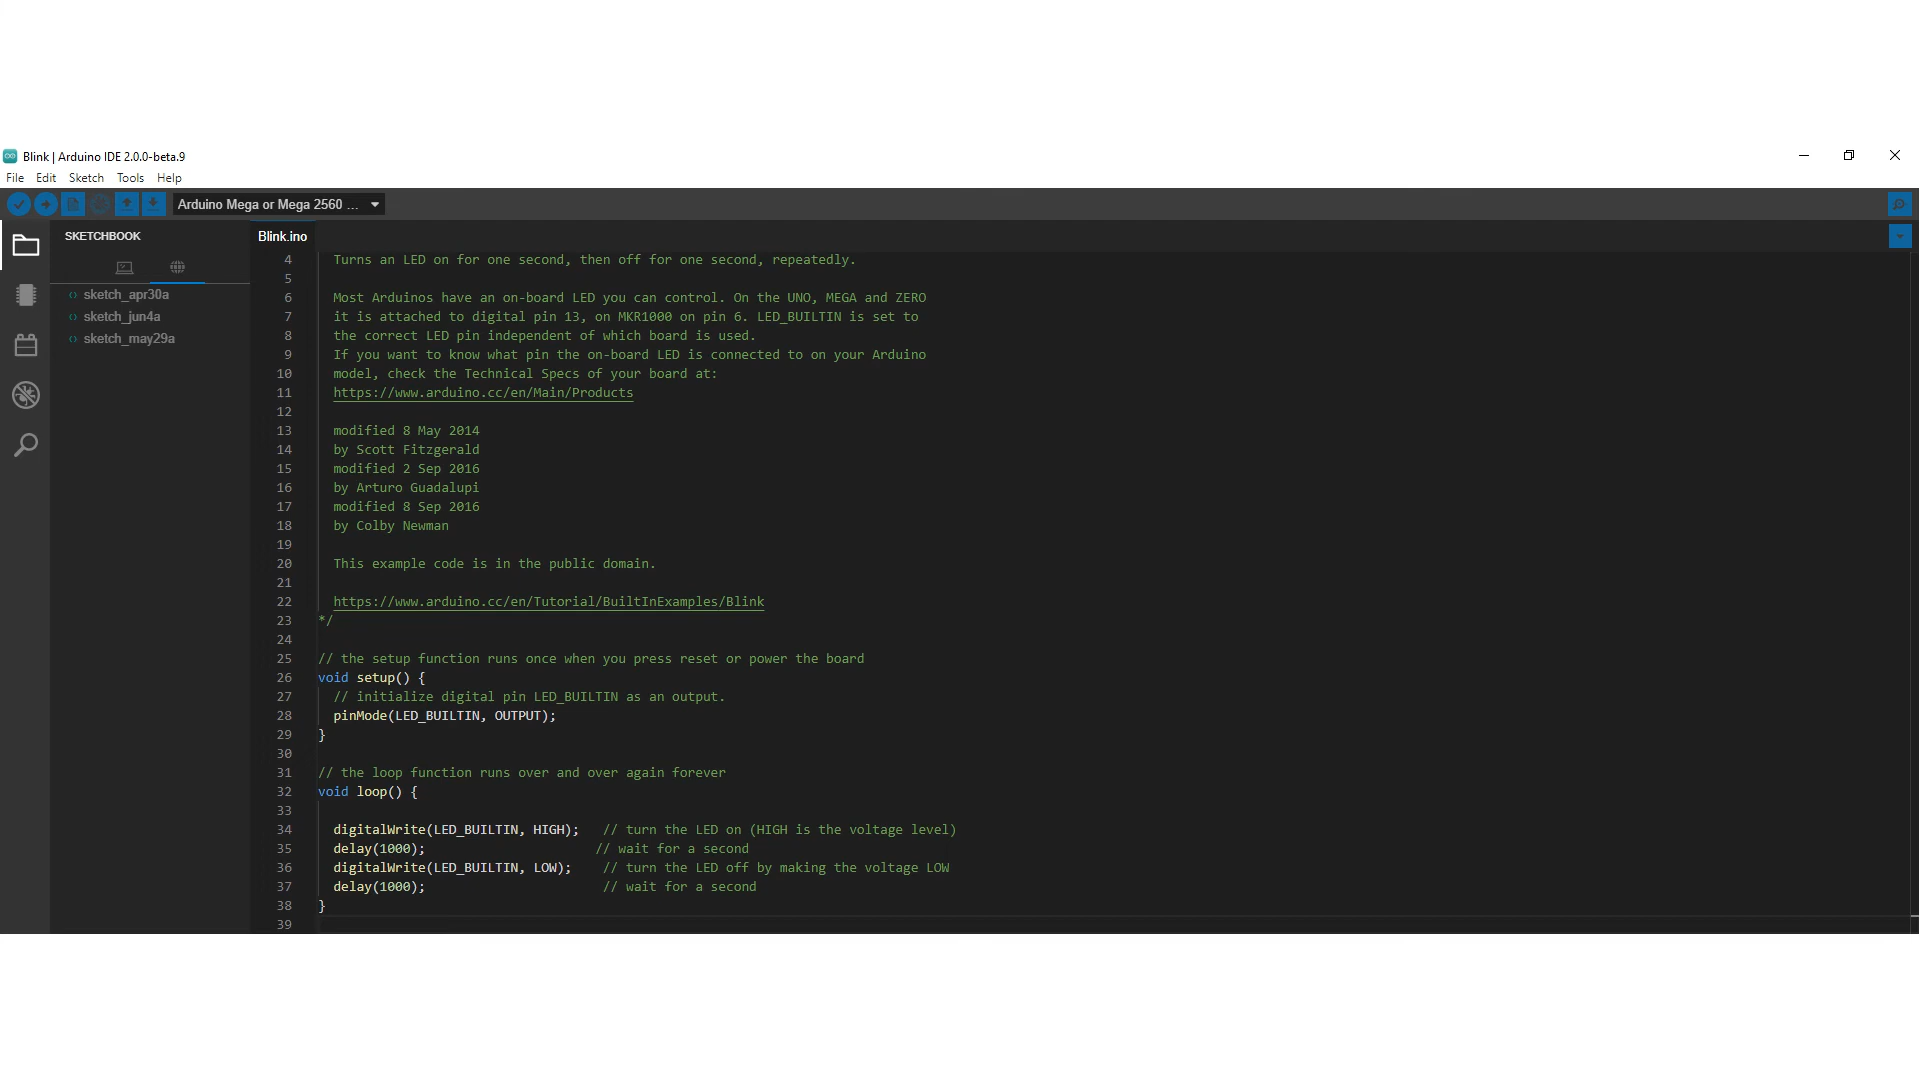 Blink | Arduino IDE 2.0.0-beta.9
File Edit Sketch Tools Help
Arduino Mega or Mega 2560 ...
SKETCHBOOK
sketch_apr30a
sketch_jun4a
sketch_may29a
Blink.ino
4 Turns an LED on for one second, then off for one second, repeatedly.
5
6 Most Arduinos have an on-board LED you can control. On the UNO, MEGA and ZERO
7 it is attached to digital pin 13, on MKR1000 on pin 6. LED_BUILTIN is set to
8 the correct LED pin independent of which board is used.
9 If you want to know what pin the on-board LED is connected to on your Arduino
10 model, check the Technical Specs of your board at:
11 https://www.arduino.cc/en/Main/Products
12
13 modified 8 May 2014
14 by Scott Fitzgerald
15 modified 2 Sep 2016
16 by Arturo Guadalupi
17 modified 8 Sep 2016
18 by Colby Newman
19
20 This example code is in the public domain.
21
22 https://www.arduino.cc/en/Tutorial/BuiltInExamples/Blink
23 */
24
25 // the setup function runs once when you press reset or power the board
26 void setup() {
27 // initialize digital pin LED_BUILTIN as an output.
28 pinMode(LED_BUILTIN, OUTPUT);
29 }
30
31 // the loop function runs over and over again forever
32 void loop() {
33
34 digitalWrite(LED_BUILTIN, HIGH); // turn the LED on (HIGH is the voltage level)
35 delay(1000); // wait for a second
36 digitalWrite(LED_BUILTIN, LOW); // turn the LED off by making the voltage LOW
37 delay(1000); // wait for a second
38 }
39